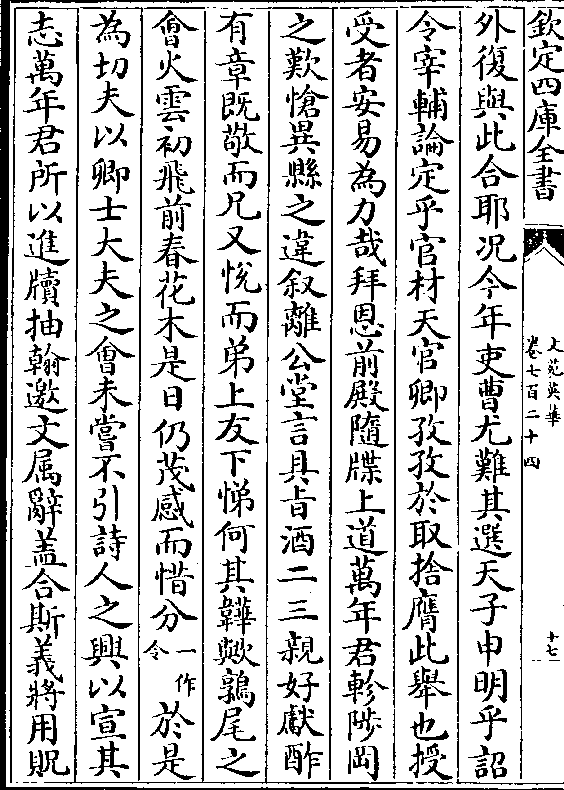 欽定四庫全書
文苑英華
卷七百二十四
十七
外復與此合耶况今年吏曹尤難其選天子申明乎詔
令宰輔論定乎官材天官卿孜孜於取捨膺此舉也授
受者安易為力哉拜恩前殿隨牒上道萬年君軫陟岡
之歎愴異縣之違叙離公堂言具㫖酒二三親好獻酢
有章既敬而兄又悅而弟上友下悌何其韡歟鶉尾之
會火雲初飛前春花木是日仍茂感而惜分一作令於是
為切夫以卿士大夫之會未嘗不引詩人之興以宣其
志萬年君所以進牘抽翰邀文属辭盖合斯義將用貺